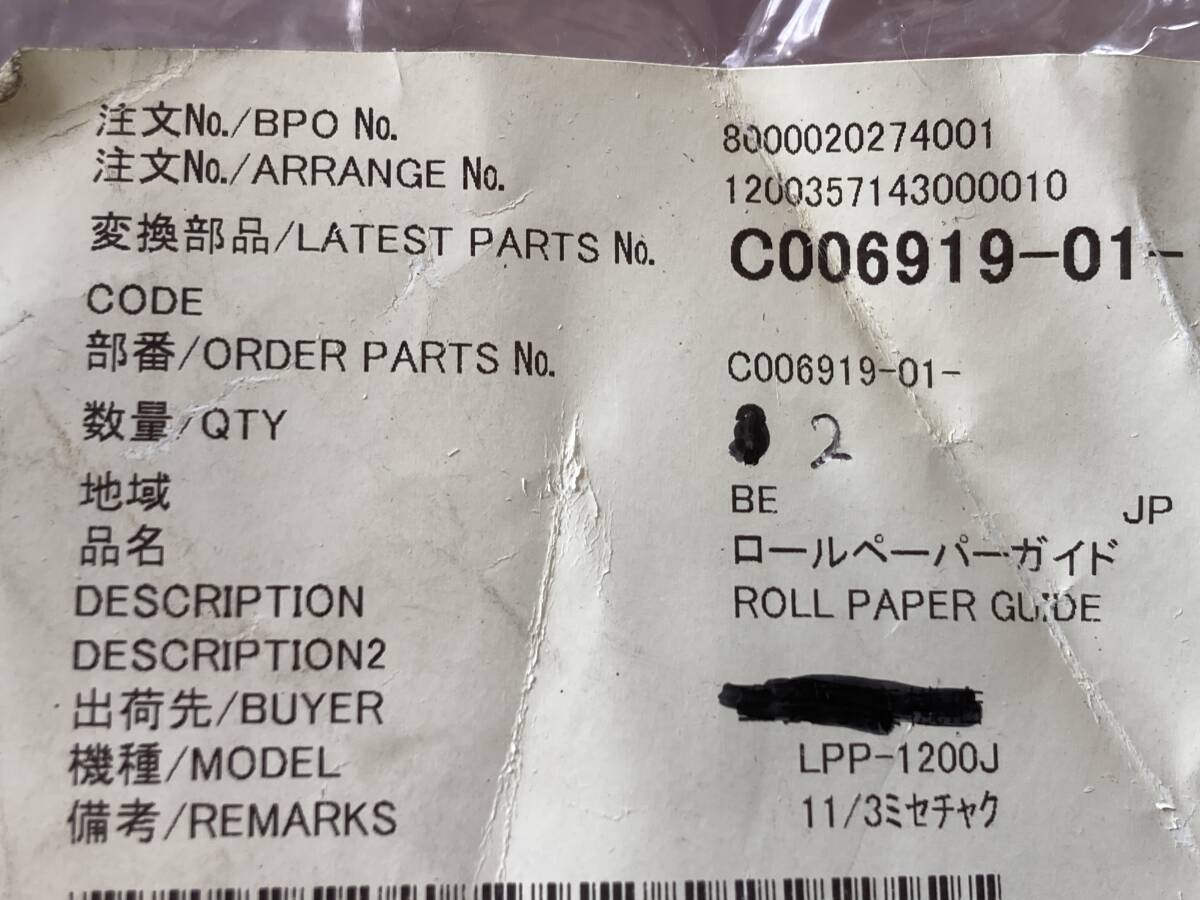 注文No./BPO No. 8000020274001
注文No./ARRANGE No. 1200357143000010
変換部品/LATEST PARTS No. C006919-01-
CODE
部番/ORDER PARTS No. C006919-01-
数量/QTY 2
地域 BE JP
品名 ロールペーパーガイド
DESCRIPTION ROLL PAPER GUIDE
DESCRIPTION2
出荷先/BUYER
機種/MODEL LPP-1200J
備考/REMARKS 11/3ミセチャク